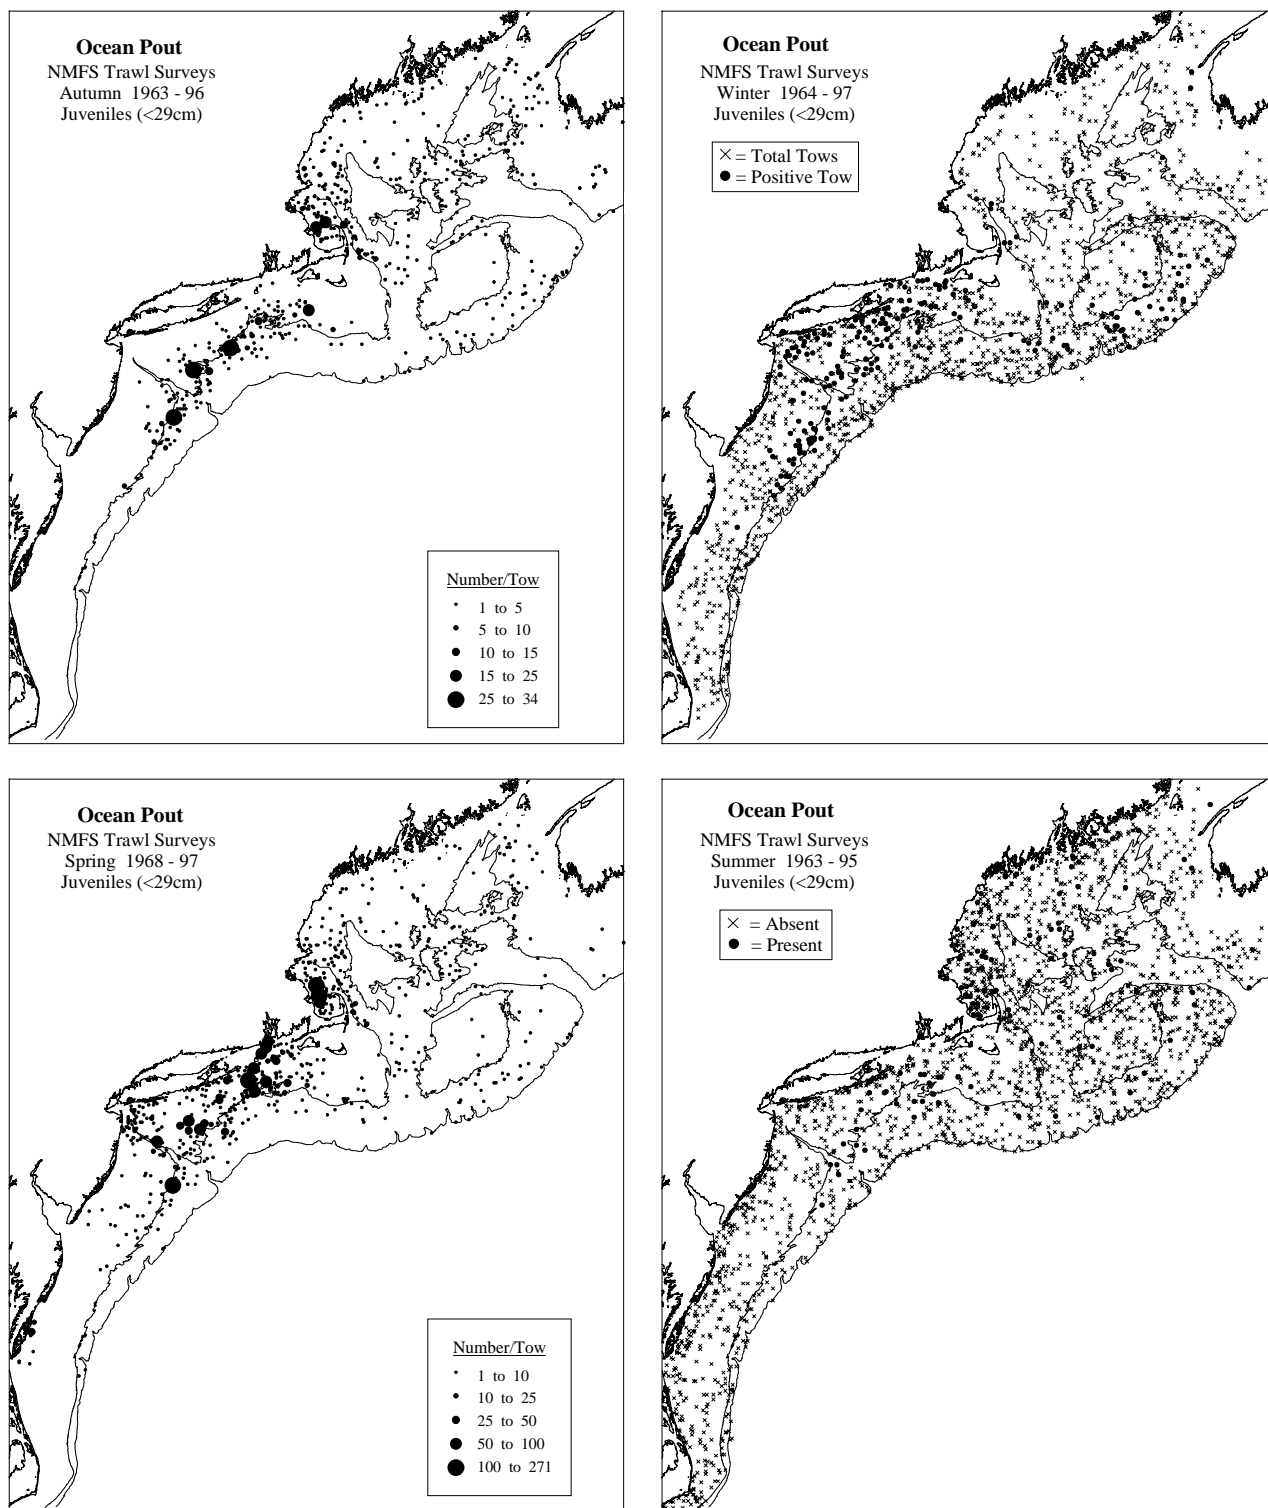 Ocean Pout
NMFS Trawl Surveys
Autumn 1963 - 96
Juveniles (<29cm)
Number/Tow
1 to 5
5 to 10
10 to 15
15 to 25
25 to 34
Ocean Pout
NMFS Trawl Surveys
Winter 1964 - 97
Juveniles (<29cm)
× = Total Tows
● = Positive Tow
Ocean Pout
NMFS Trawl Surveys
Spring 1968 - 97
Juveniles (<29cm)
Number/Tow
1 to 10
10 to 25
25 to 50
50 to 100
100 to 271
Ocean Pout
NMFS Trawl Surveys
Summer 1963 - 95
Juveniles (<29cm)
× = Absent
● = Present